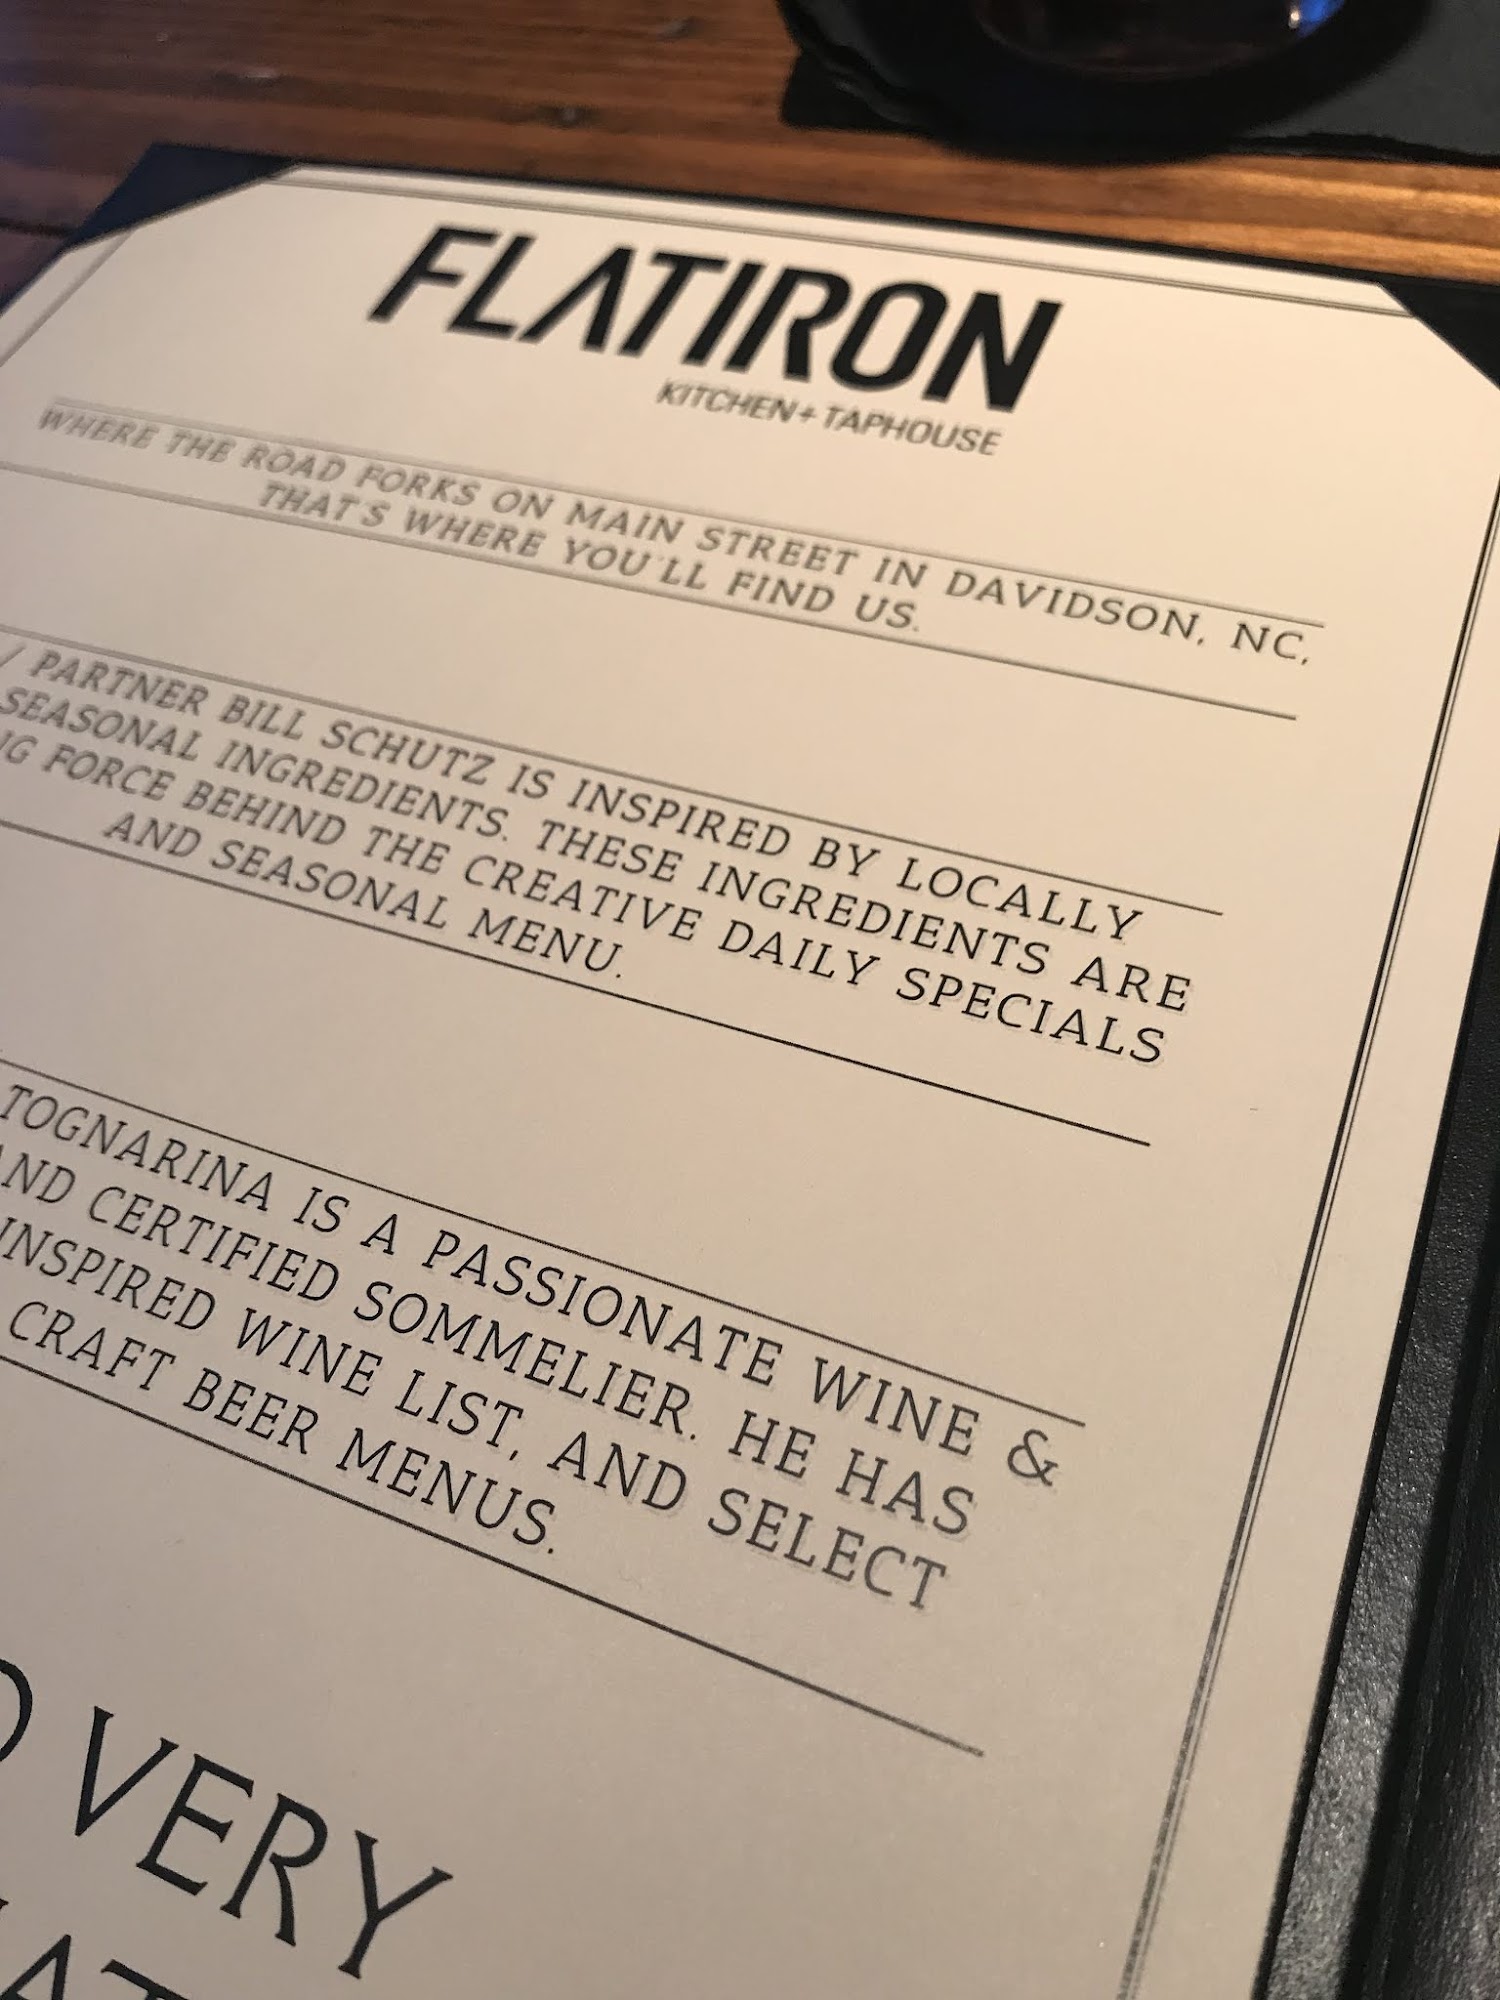 FLATIRON
KITCHEN+ TAPHOUSE
WHERE THE ROAD FORKS ON MAIN STREET IN DAVIDSON, NC,
THAT'S WHERE YOU'LL FIND US.
/ PARTNER BILL SCHUTZ IS INSPIRED BY LOCALLY
SEASONAL INGREDIENTS. THESE INGREDIENTS ARE
NG FORCE BEHIND THE CREATIVE DAILY SPECIALS
AND SEASONAL MENU.
TOGNARINA IS A PASSIONATE WINE &
AND CERTIFIED SOMMELIER. HE HAS
INSPIRED WINE LIST, AND SELECT
CRAFT BEER MENUS.
VERY